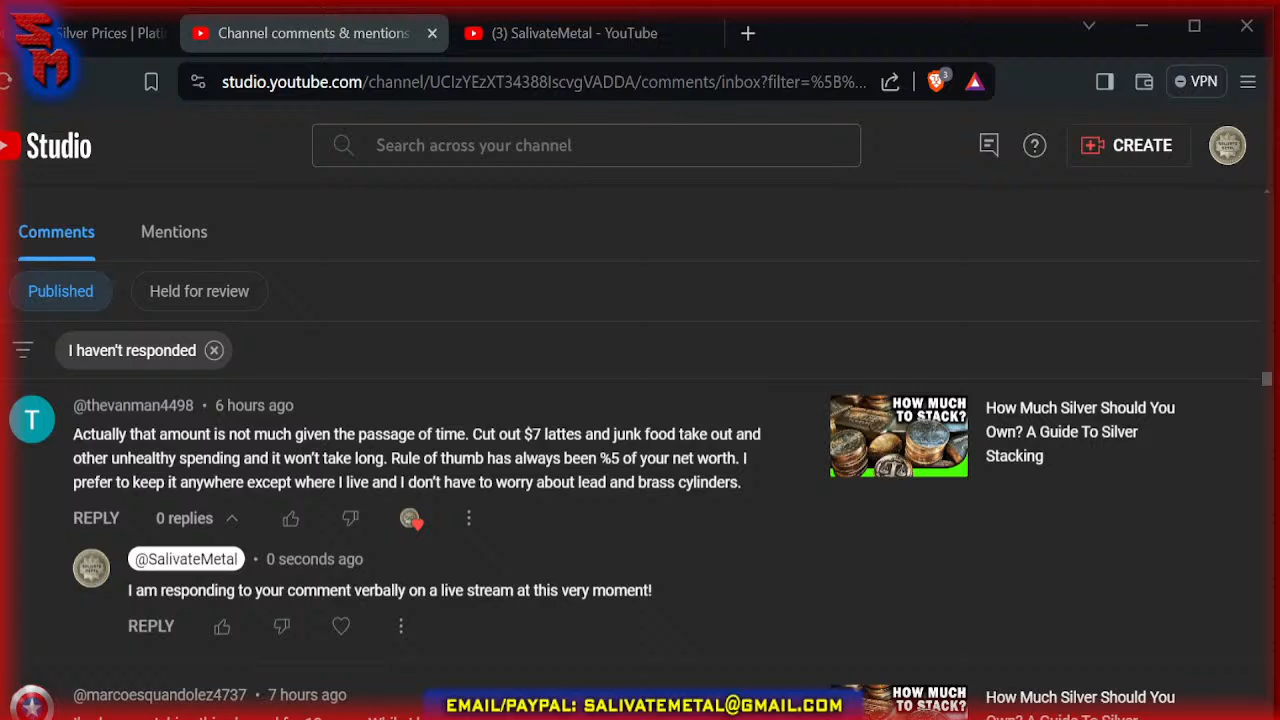 SM
Silver Prices | Plati
Channel comments & mentions
(3) SalivateMetal - YouTube
studio.youtube.com/channel/UCIzYEzXT34388IscvgVADDA/comments/inbox?filter=%5B%...
3
VPN
Studio
Search across your channel
CREATE
Comments
Mentions
Published
Held for review
I haven't responded
T
@thevanman4498 • 6 hours ago
Actually that amount is not much given the passage of time. Cut out $7 lattes and junk food take out and
other unhealthy spending and it won't take long. Rule of thumb has always been %5 of your net worth. I
prefer to keep it anywhere except where I live and I don't have to worry about lead and brass cylinders.
HOW MUCH
TO STACK?
How Much Silver Should You
Own? A Guide To Silver
Stacking
REPLY
0 replies
@SalivateMetal • 0 seconds ago
I am responding to your comment verbally on a live stream at this very moment!
REPLY
@marcoesquandolez4737 • 7 hours ago
HOW MUCH
How Much Silver Should You
EMAIL/PAYPAL: SALIVATEMETAL@GMAIL.COM